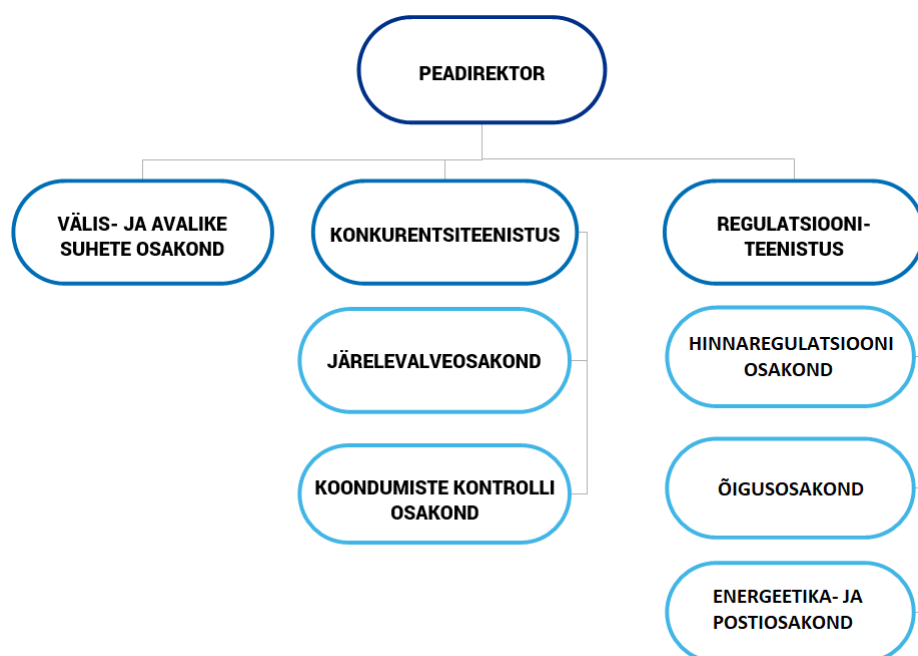 PEADIREKTOR
VÄLIS- JA AVALIKE
SUHETE OSAKOND
KONKURENTSITEENISTUS
JÄRELEVALVEOSAKOND
KOONDUMISTE KONTROLLI
OSAKOND
REGULATSIOONI-
TEENISTUS
HINNAREGULATSIOONI
OSAKOND
ÕIGUSOSAKOND
ENERGEETIKA- JA
POSTIOSAKOND